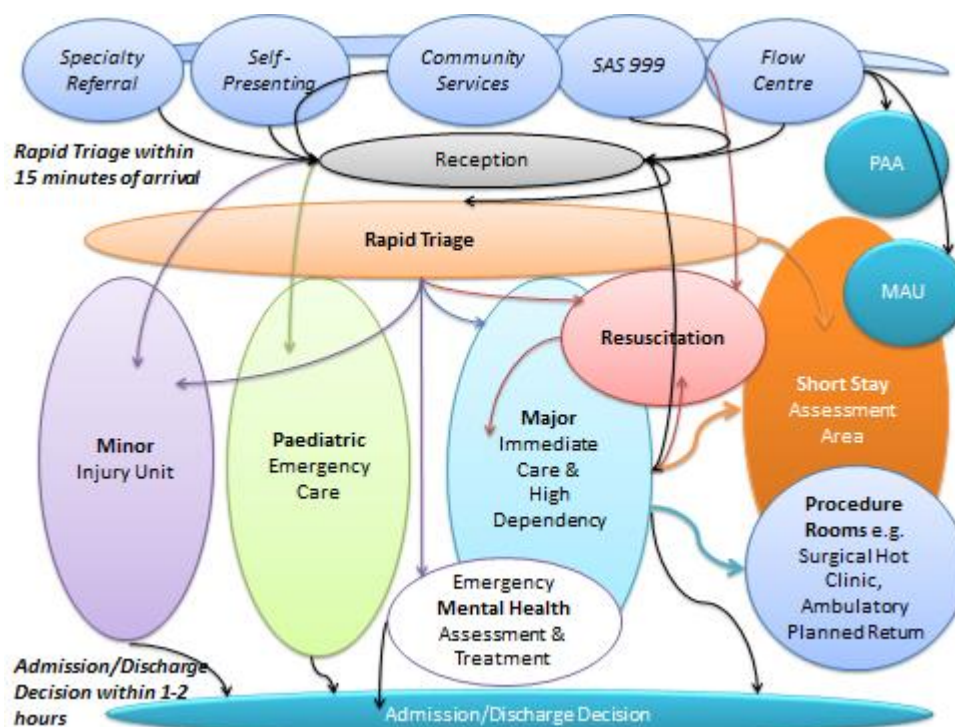 Specialty
Referral
Self-
Presenting
Community
Services
SAS 999
Flow
Centre
Rapid Triage within
15 minutes of arrival
Reception
PAA
Rapid Triage
MAU
Resuscitation
Short Stay
Assessment
Area
Minor
Injury Unit
Paediatric
Emergency
Care
Major
Immediate
Care &
High
Dependency
Procedure
Rooms e.g.
Surgical Hot
Clinic,
Ambulatory
Planned Return
Emergency
Mental Health
Assessment &
Treatment
Admission/Discharge
Decision within 1-2
hours
Admission/Discharge Decision